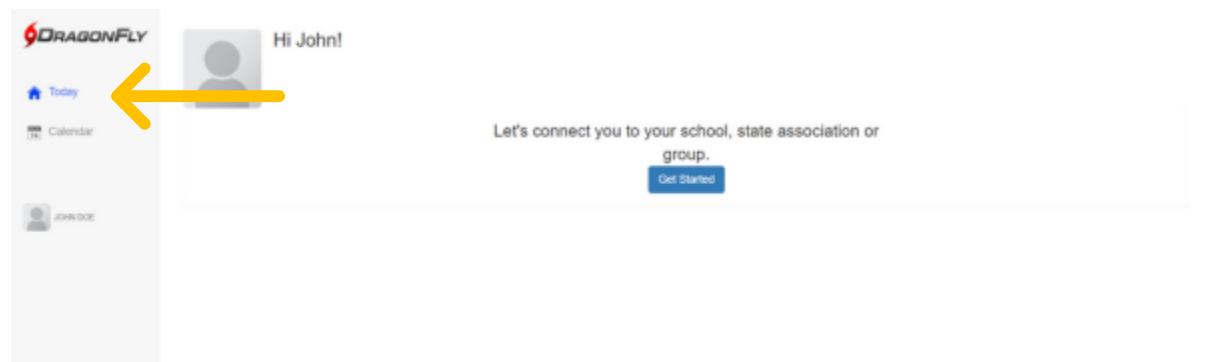 DRAGONFLY
Hi John!
Today
Calendar
Let's connect you to your school, state association or
group.
Get Started
JOHN DOE